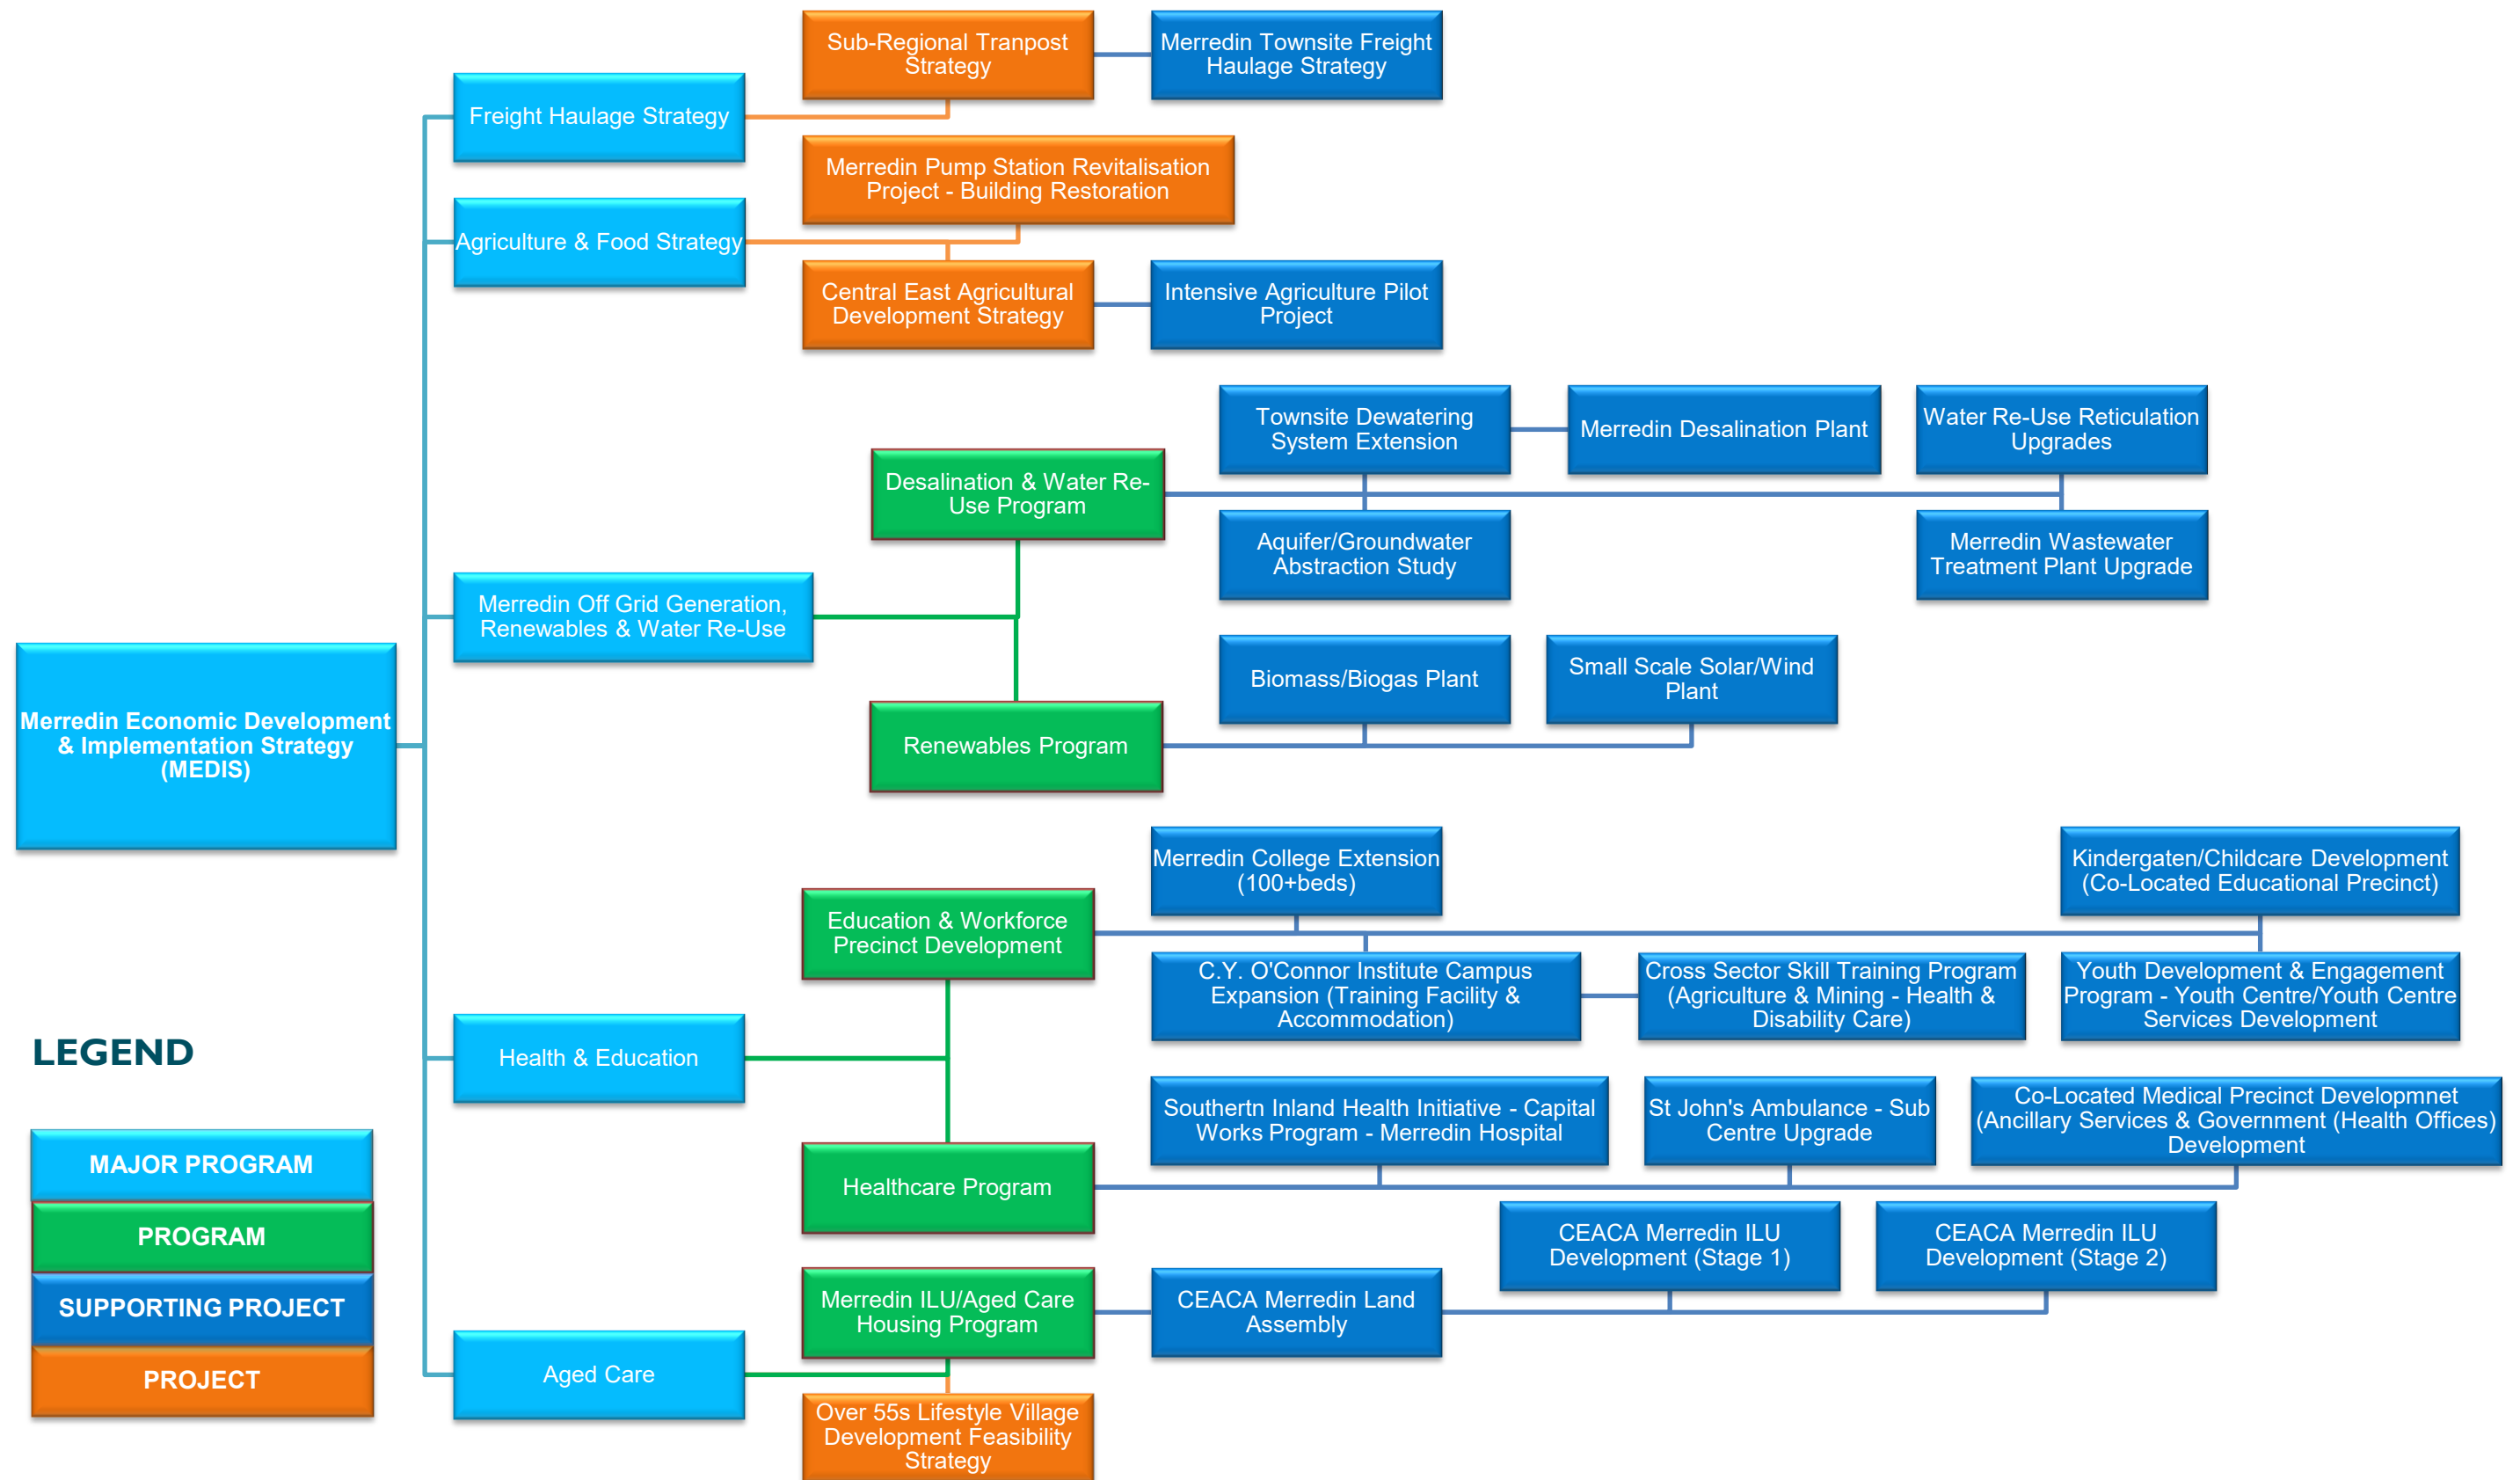 Sub-Regional Tranpost
Strategy
Merredin Townsite Freight
Haulage Strategy
Freight Haulage Strategy
Merredin Pump Station Revitalisation
Project - Building Restoration
Agriculture & Food Strategy
Central East Agricultural
Development Strategy
Intensive Agriculture Pilot
Project
Townsite Dewatering
System Extension
Merredin Desalination Plant
Water Re-Use Reticulation
Upgrades
Desalination & Water Re-
Use Program
Aquifer/Groundwater
Abstraction Study
Merredin Wastewater
Treatment Plant Upgrade
Merredin Off Grid Generation,
Renewables & Water Re-Use
Biomass/Biogas Plant
Small Scale Solar/Wind
Plant
Renewables Program
Merredin Economic Development
& Implementation Strategy
(MEDIS)
Merredin College Extension
(100+beds)
Kindergaten/Childcare Development
(Co-Located Educational Precinct)
Education & Workforce
Precinct Development
C.Y. O'Connor Institute Campus
Expansion (Training Facility &
Accommodation)
Cross Sector Skill Training Program
(Agriculture & Mining - Health &
Disability Care)
Youth Development & Engagement
Program - Youth Centre/Youth Centre
Services Development
Health & Education
Southertn Inland Health Initiative - Capital
Works Program - Merredin Hospital
St John's Ambulance - Sub
Centre Upgrade
Co-Located Medical Precinct Developmnet
(Ancillary Services & Government (Health Offices)
Development
Healthcare Program
CEACA Merredin ILU
Development (Stage 1)
CEACA Merredin ILU
Development (Stage 2)
Merredin ILU/Aged Care
Housing Program
CEACA Merredin Land
Assembly
Aged Care
Over 55s Lifestyle Village
Development Feasibility
Strategy
LEGEND
MAJOR PROGRAM
PROGRAM
SUPPORTING PROJECT
PROJECT